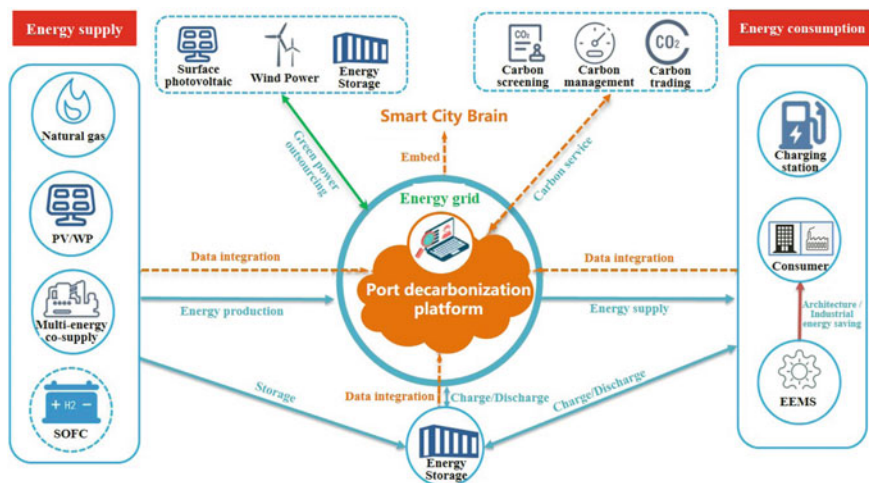 Energy supply
Energy consumption
Surface
photovoltaic
Wind Power
Energy
Storage
CO₂
Carbon
screening
Carbon
management
CO₂
Carbon
trading
Natural gas
PV/WP
Multi-energy
co-supply
+ H2 −
SOFC
Smart City Brain
Embed
Green power
outsourcing
Carbon service
Energy grid
Port decarbonization
platform
Data integration
Energy production
Storage
Data integration
Energy supply
Data integration
Charge/Discharge
Charge/Discharge
Energy
Storage
Charging
station
Consumer
Architecture /
Industrial
energy saving
EEMS